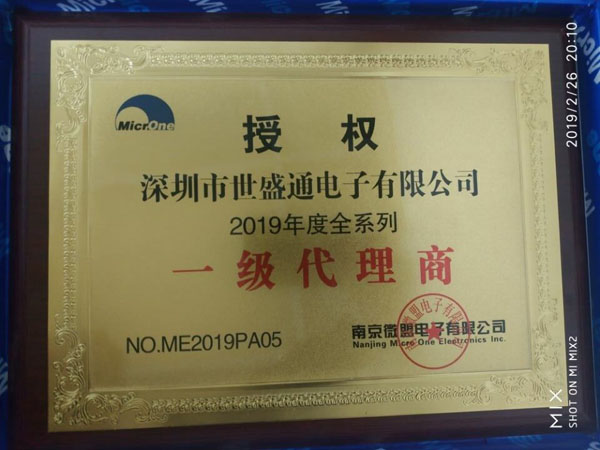 MicrOne
授 权
深圳市世盛通电子有限公司
2019年度全系列
一级代理商
NO.ME2019PA05
南京微盟电子有限公司
Nanjing Micro One Electronics Inc.
2019/2/26 20:10
MIX
SHOT ON MI MIX2